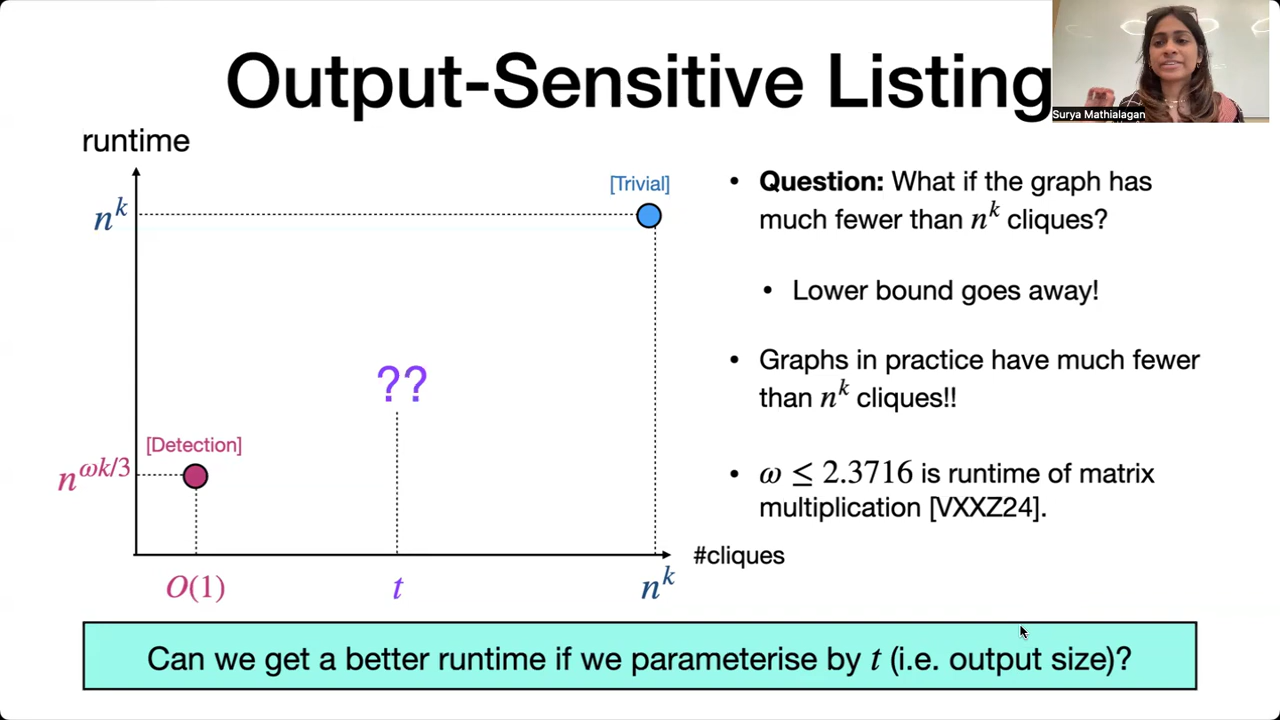 Output-Sensitive Listing
Surya Mathialagan
runtime
[Trivial]
n^k
[Detection]
n^{ωk/3}
??
#cliques
O(1)
t
n^k
• Question: What if the graph has
much fewer than n^k cliques?
• Lower bound goes away!
• Graphs in practice have much fewer
than n^k cliques!!
• ω ≤ 2.3716 is runtime of matrix
multiplication [VXXZ24].
Can we get a better runtime if we parameterise by t (i.e. output size)?